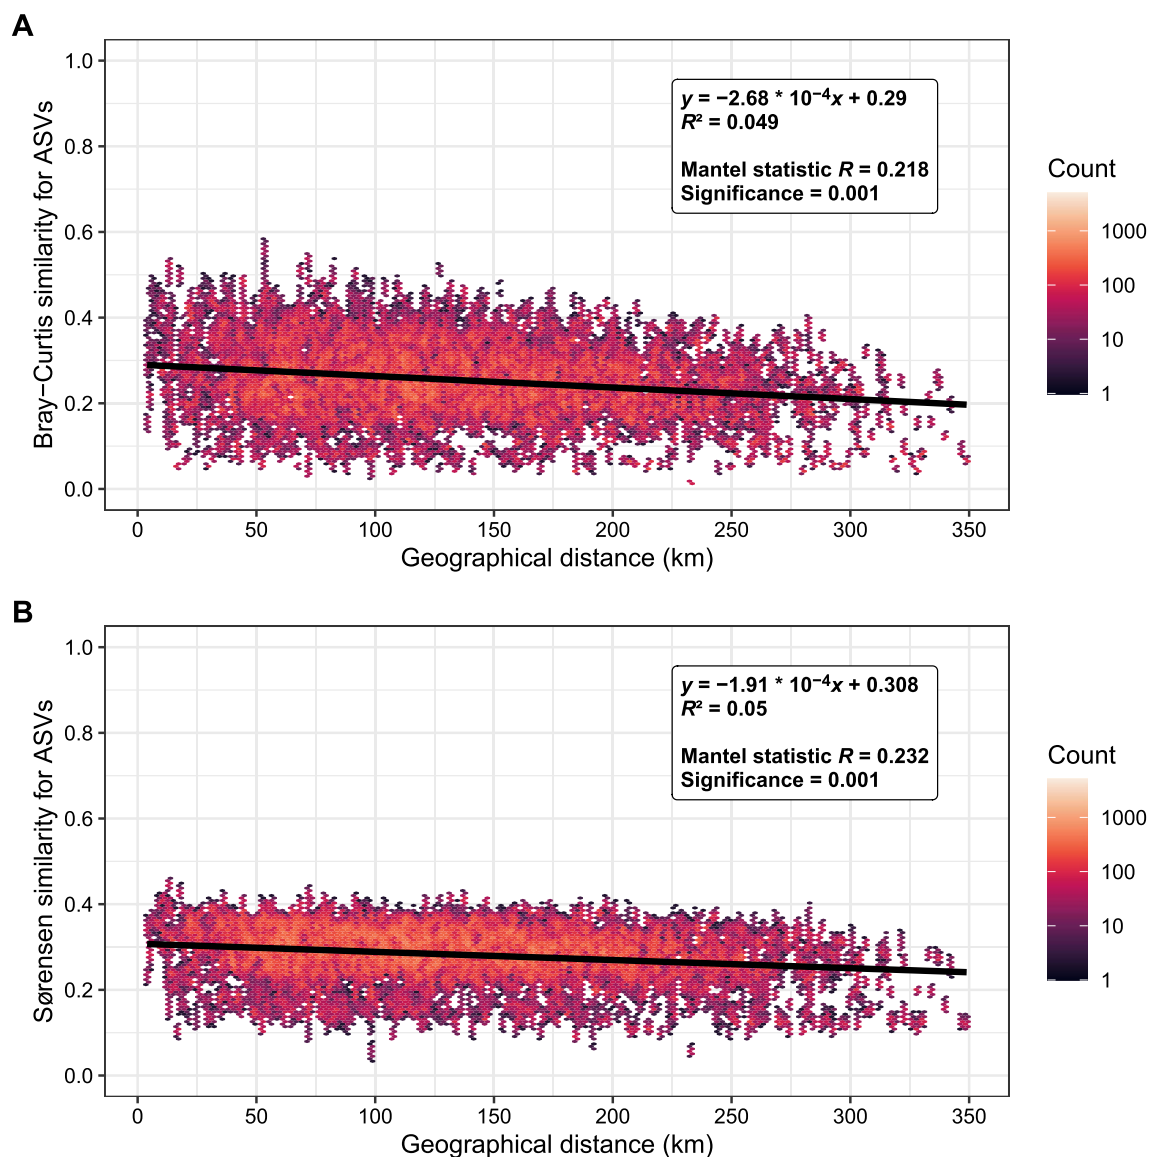 A
Bray−Curtis similarity for ASVs
1.0
0.8
0.6
0.4
0.2
0.0
y = −2.68 * 10⁻⁴x + 0.29
R² = 0.049
Mantel statistic R = 0.218
Significance = 0.001
0 50 100 150 200 250 300 350
Geographical distance (km)
Count
1000
100
10
1
B
Sørensen similarity for ASVs
1.0
0.8
0.6
0.4
0.2
0.0
y = −1.91 * 10⁻⁴x + 0.308
R² = 0.05
Mantel statistic R = 0.232
Significance = 0.001
0 50 100 150 200 250 300 350
Geographical distance (km)
Count
1000
100
10
1